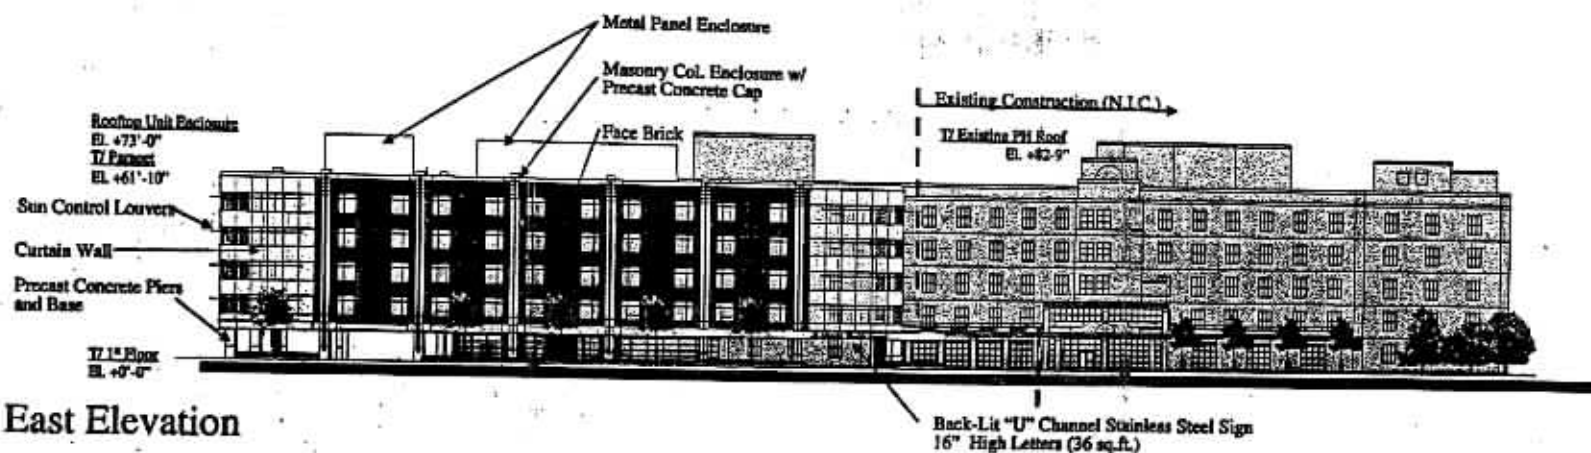 Metal Panel Enclosure
Masonry Col. Enclosure w/
Precast Concrete Cap
Existing Construction (N.I.C.)
Rooftop Unit Enclosure
EL. +73'-0"
T/ Parapet
EL. +61'-10"
Face Brick
T/ Existing PH Roof
EL. +82-9"
Sun Control Louvers
Curtain Wall
Precast Concrete Piers
and Base
T/ 1st Floor
EL. +0'-0"
East Elevation
Back-Lit "U" Channel Stainless Steel Sign
16" High Letters (36 sq.ft.)